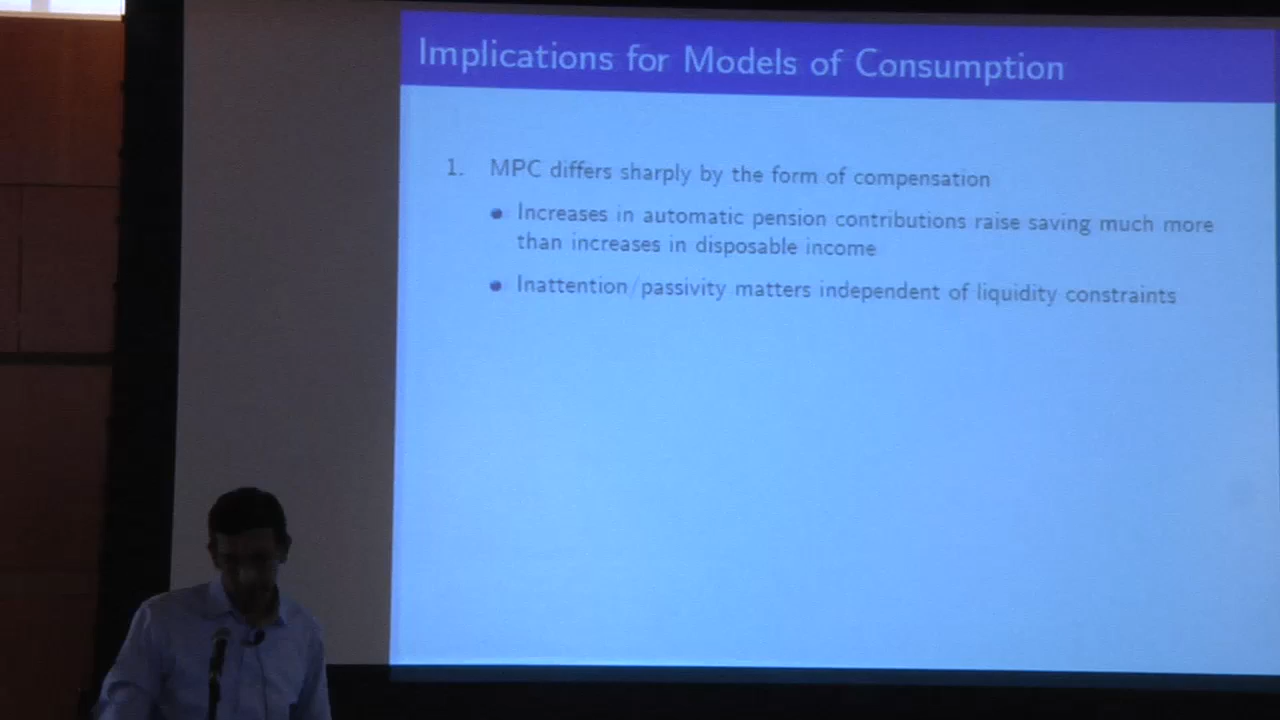 Implications for Models of Consumption
1. MPC differs sharply by the form of compensation
Increases in automatic pension contributions raise saving much more
than increases in disposable income
Inattention/passivity matters independent of liquidity constraints